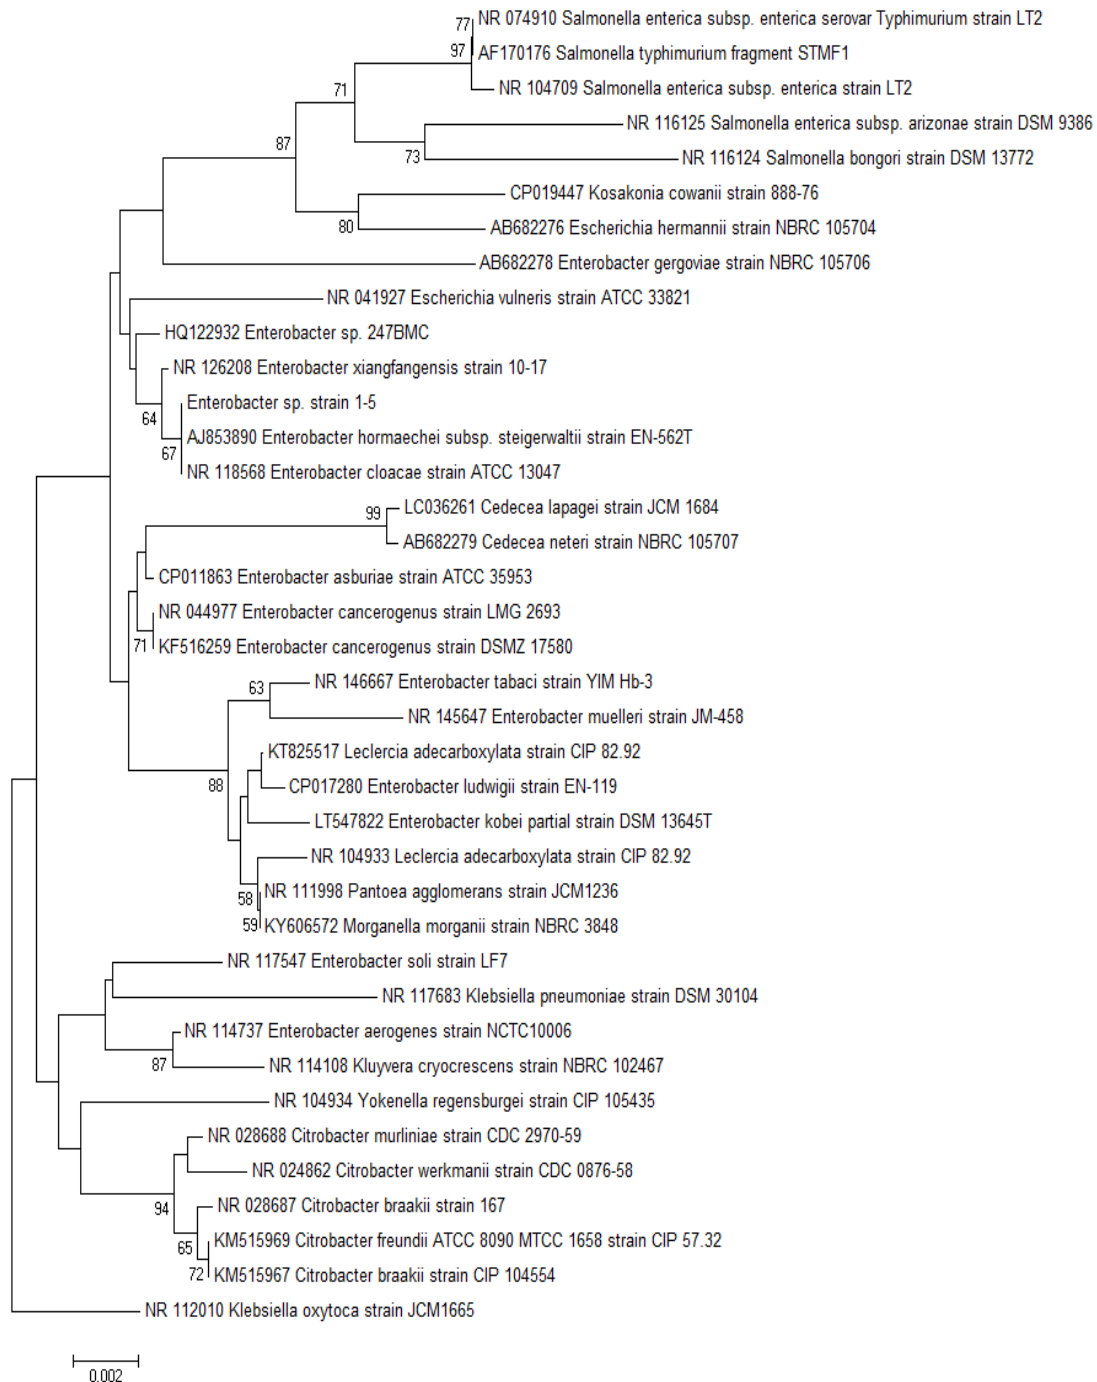 77
NR 074910 Salmonella enterica subsp. enterica serovar Typhimurium strain LT2
97
AF170176 Salmonella typhimurium fragment STMF1
71
NR 104709 Salmonella enterica subsp. enterica strain LT2
NR 116125 Salmonella enterica subsp. arizonae strain DSM 9386
87
73
NR 116124 Salmonella bongori strain DSM 13772
CP019447 Kosakonia cowanii strain 888-76
80
AB682276 Escherichia hermannii strain NBRC 105704
AB682278 Enterobacter gergoviae strain NBRC 105706
NR 041927 Escherichia vulneris strain ATCC 33821
HQ122932 Enterobacter sp. 247BMC
NR 126208 Enterobacter xiangfangensis strain 10-17
Enterobacter sp. strain 1-5
64
AJ853890 Enterobacter hormaechei subsp. steigerwaltii strain EN-562T
67
NR 118568 Enterobacter cloacae strain ATCC 13047
99
LC036261 Cedecea lapagei strain JCM 1684
AB682279 Cedecea neteri strain NBRC 105707
CP011863 Enterobacter asburiae strain ATCC 35953
NR 044977 Enterobacter cancerogenus strain LMG 2693
71
KF516259 Enterobacter cancerogenus strain DSMZ 17580
63
NR 146667 Enterobacter tabaci strain YIM Hb-3
NR 145647 Enterobacter muelleri strain JM-458
KT825517 Leclercia adecarboxylata strain CIP 82.92
88
CP017280 Enterobacter ludwigii strain EN-119
LT547822 Enterobacter kobei partial strain DSM 13645T
NR 104933 Leclercia adecarboxylata strain CIP 82.92
58
NR 111998 Pantoea agglomerans strain JCM1236
59
KY606572 Morganella morganii strain NBRC 3848
NR 117547 Enterobacter soli strain LF7
NR 117683 Klebsiella pneumoniae strain DSM 30104
NR 114737 Enterobacter aerogenes strain NCTC10006
87
NR 114108 Kluyvera cryocrescens strain NBRC 102467
NR 104934 Yokenella regensburgei strain CIP 105435
NR 028688 Citrobacter murliniae strain CDC 2970-59
NR 024862 Citrobacter werkmanii strain CDC 0876-58
94
NR 028687 Citrobacter braakii strain 167
65
KM515969 Citrobacter freundii ATCC 8090 MTCC 1658 strain CIP 57.32
72
KM515967 Citrobacter braakii strain CIP 104554
NR 112010 Klebsiella oxytoca strain JCM1665
0.002